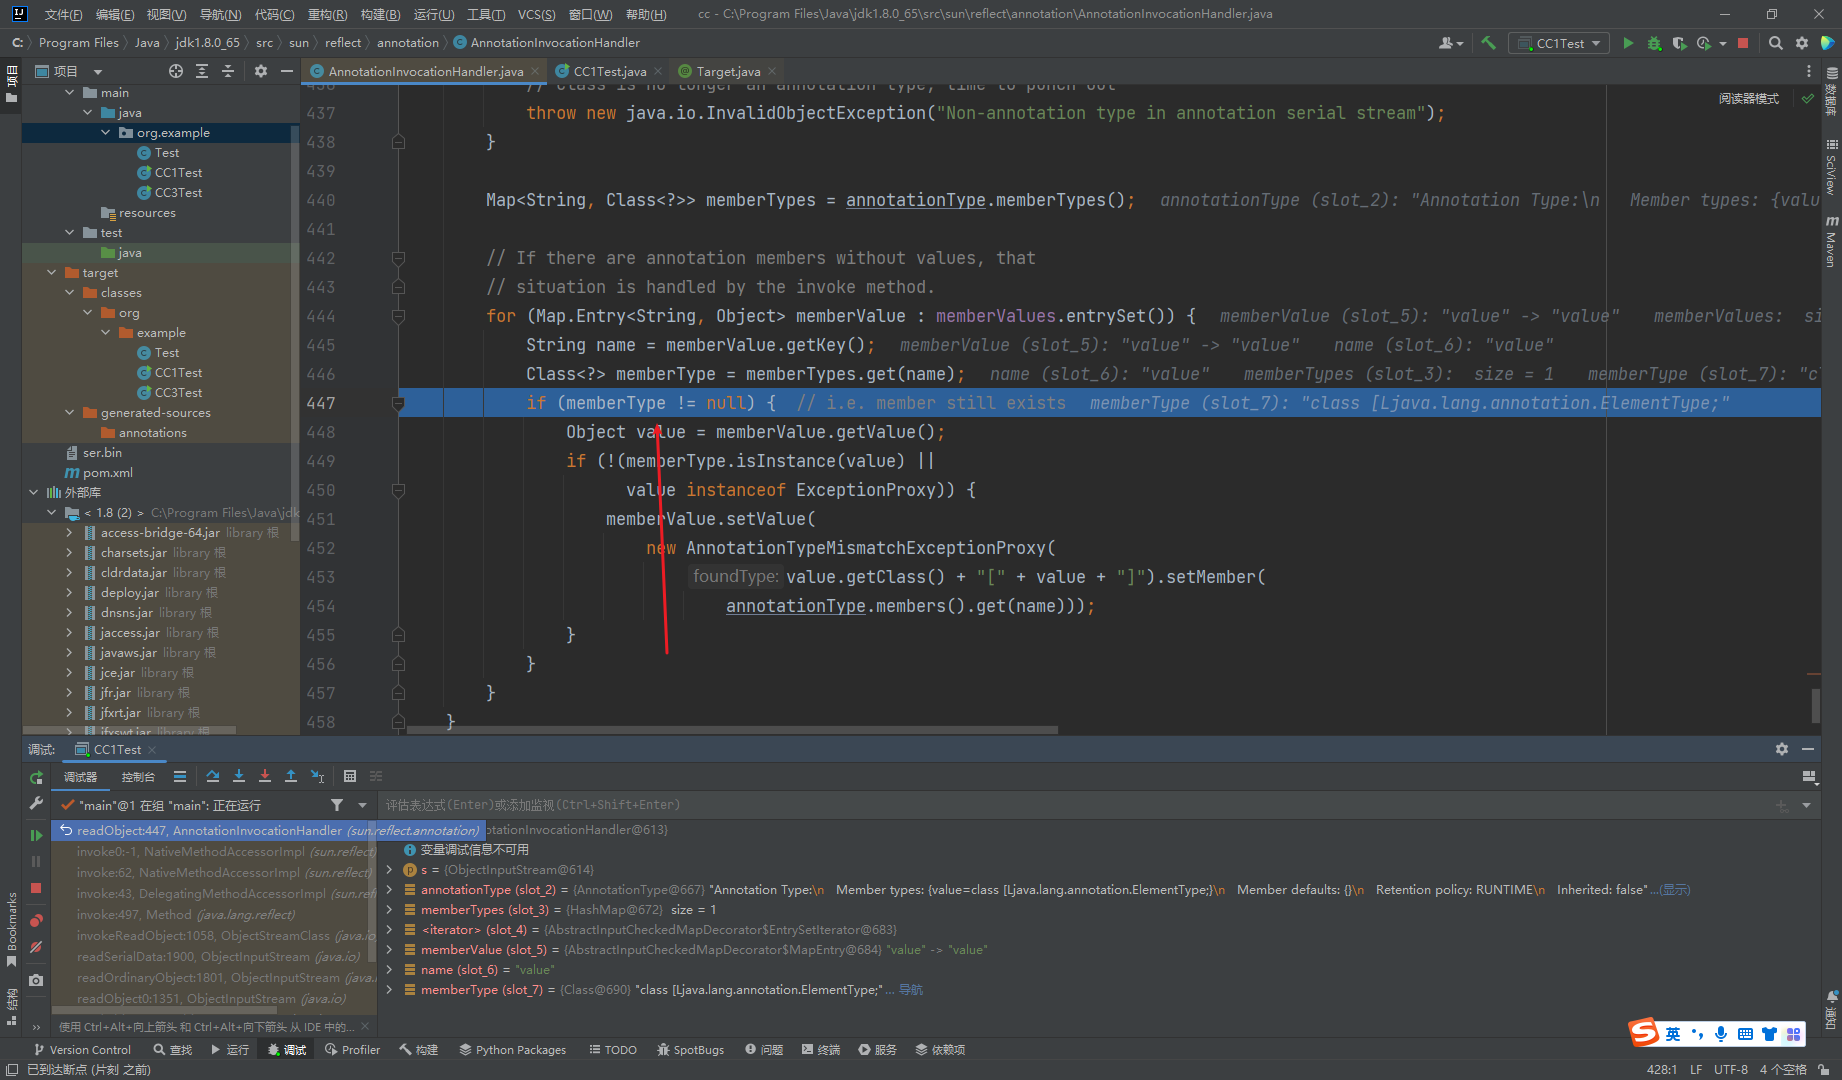 文件(F) 编辑(E) 视图(V) 导航(N) 代码(C) 重构(R) 构建(B) 运行(U) 工具(T) VCS(S) 窗口(W) 帮助(H) cc - C:\Program Files\Java\jdk1.8.0_65\src\sun\reflect\annotation\AnnotationInvocationHandler.java
C: Program Files Java jdk1.8.0_65 src sun reflect annotation AnnotationInvocationHandler CC1Test
项目 AnnotationInvocationHandler.java CC1Test.java Target.java
main
java
org.example
Test
CC1Test
CC3Test
resources
test
java
target
classes
org
example
Test
CC1Test
CC3Test
generated-sources
annotations
ser.bin
pom.xml
外部库
< 1.8 (2) > C:\Program Files\Java\jdk
access-bridge-64.jar library 根
charsets.jar library 根
cldrdata.jar library 根
deploy.jar library 根
dnsns.jar library 根
jaccess.jar library 根
javaws.jar library 根
jce.jar library 根
jfr.jar library 根
jfxrt.jar library 根
jfxswt.jar library 根
阅读器模式
436 // Class is no longer an annotation type; time to punch out
437 throw new java.io.InvalidObjectException("Non-annotation type in annotation serial stream");
438 }
439
440 Map<String, Class<?>> memberTypes = annotationType.memberTypes(); annotationType (slot_2): "Annotation Type:\n Member types: {valu
441
442 // If there are annotation members without values, that
443 // situation is handled by the invoke method.
444 for (Map.Entry<String, Object> memberValue : memberValues.entrySet()) { memberValue (slot_5): "value" -> "value" memberValues: si
445 String name = memberValue.getKey(); memberValue (slot_5): "value" -> "value" name (slot_6): "value"
446 Class<?> memberType = memberTypes.get(name); name (slot_6): "value" memberTypes (slot_3): size = 1 memberType (slot_7): "cl
447 if (memberType != null) { // i.e. member still exists memberType (slot_7): "class [Ljava.lang.annotation.ElementType;"
448 Object value = memberValue.getValue();
449 if (!(memberType.isInstance(value) ||
450 value instanceof ExceptionProxy)) {
451 memberValue.setValue(
452 new AnnotationTypeMismatchExceptionProxy(
453 foundType: value.getClass() + "[" + value + "]").setMember(
454 annotationType.members().get(name)));
455 }
456 }
457 }
458 }
项目
Bookmarks
结构
数据库
SciView
Maven
通知
调试: CC1Test
调试器 控制台
"main"@1 在组 "main": 正在运行
评估表达式(Enter)或添加监视(Ctrl+Shift+Enter)
readObject:447, AnnotationInvocationHandler (sun.reflect.annotation)
invoke0:-1, NativeMethodAccessorImpl (sun.reflect)
invoke:62, NativeMethodAccessorImpl (sun.reflect)
invoke:43, DelegatingMethodAccessorImpl (sun.refl
invoke:497, Method (java.lang.reflect)
invokeReadObject:1058, ObjectStreamClass (java.io
readSerialData:1900, ObjectInputStream (java.io)
readOrdinaryObject:1801, ObjectInputStream (java.
readObject0:1351, ObjectInputStream (java.io)
使用 Ctrl+Alt+向上箭头 和 Ctrl+Alt+向下箭头 从 IDE 中的...
otationInvocationHandler@613}
变量调试信息不可用
s = {ObjectInputStream@614}
annotationType (slot_2) = {AnnotationType@667} "Annotation Type:\n Member types: {value=class [Ljava.lang.annotation.ElementType;}\n Member defaults: {}\n Retention policy: RUNTIME\n Inherited: false" ...(显示)
memberTypes (slot_3) = {HashMap@672} size = 1
<iterator> (slot_4) = {AbstractInputCheckedMapDecorator$EntrySetIterator@683}
memberValue (slot_5) = {AbstractInputCheckedMapDecorator$MapEntry@684} "value" -> "value"
name (slot_6) = "value"
memberType (slot_7) = {Class@690} "class [Ljava.lang.annotation.ElementType;" ... 导航
英
Version Control 查找 运行 调试 Profiler 构建 Python Packages TODO SpotBugs 问题 终端 服务 依赖项
已到达断点 (片刻 之前) 428:1 LF UTF-8 4 个空格